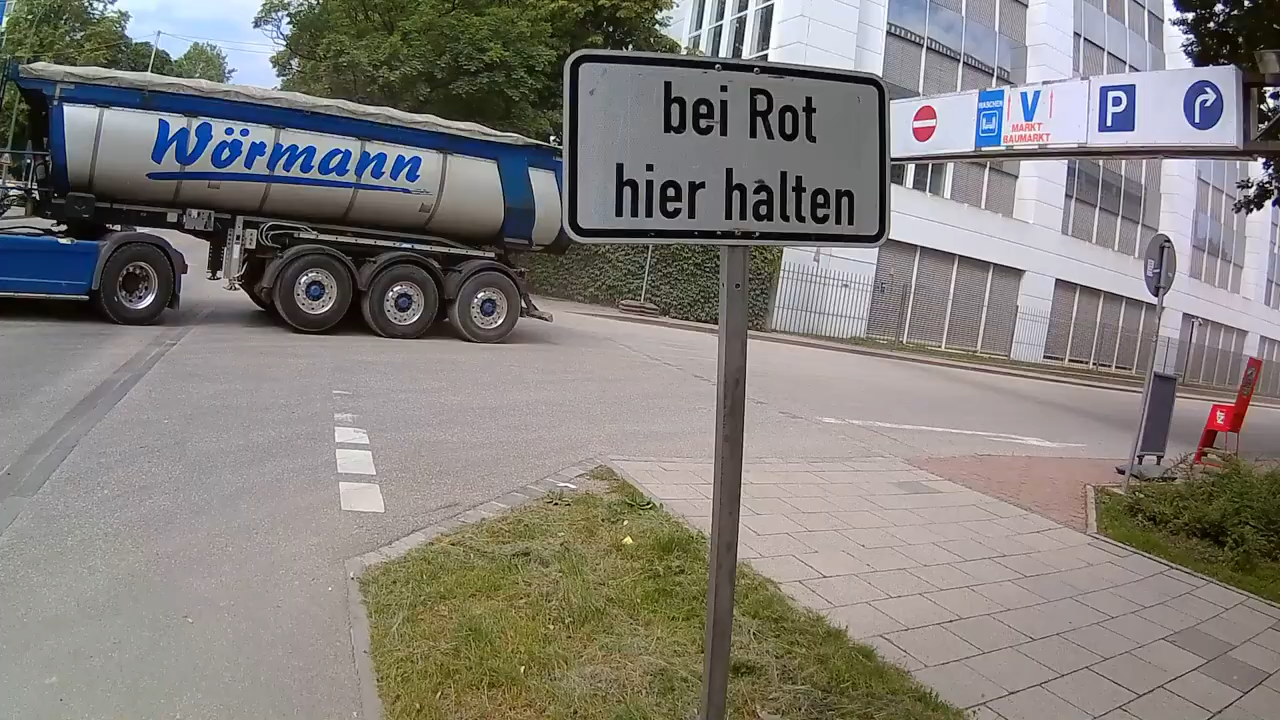 Wörmann
bei Rot
hier halten
WASCHEN
V
MARKT
BAUMARKT
P